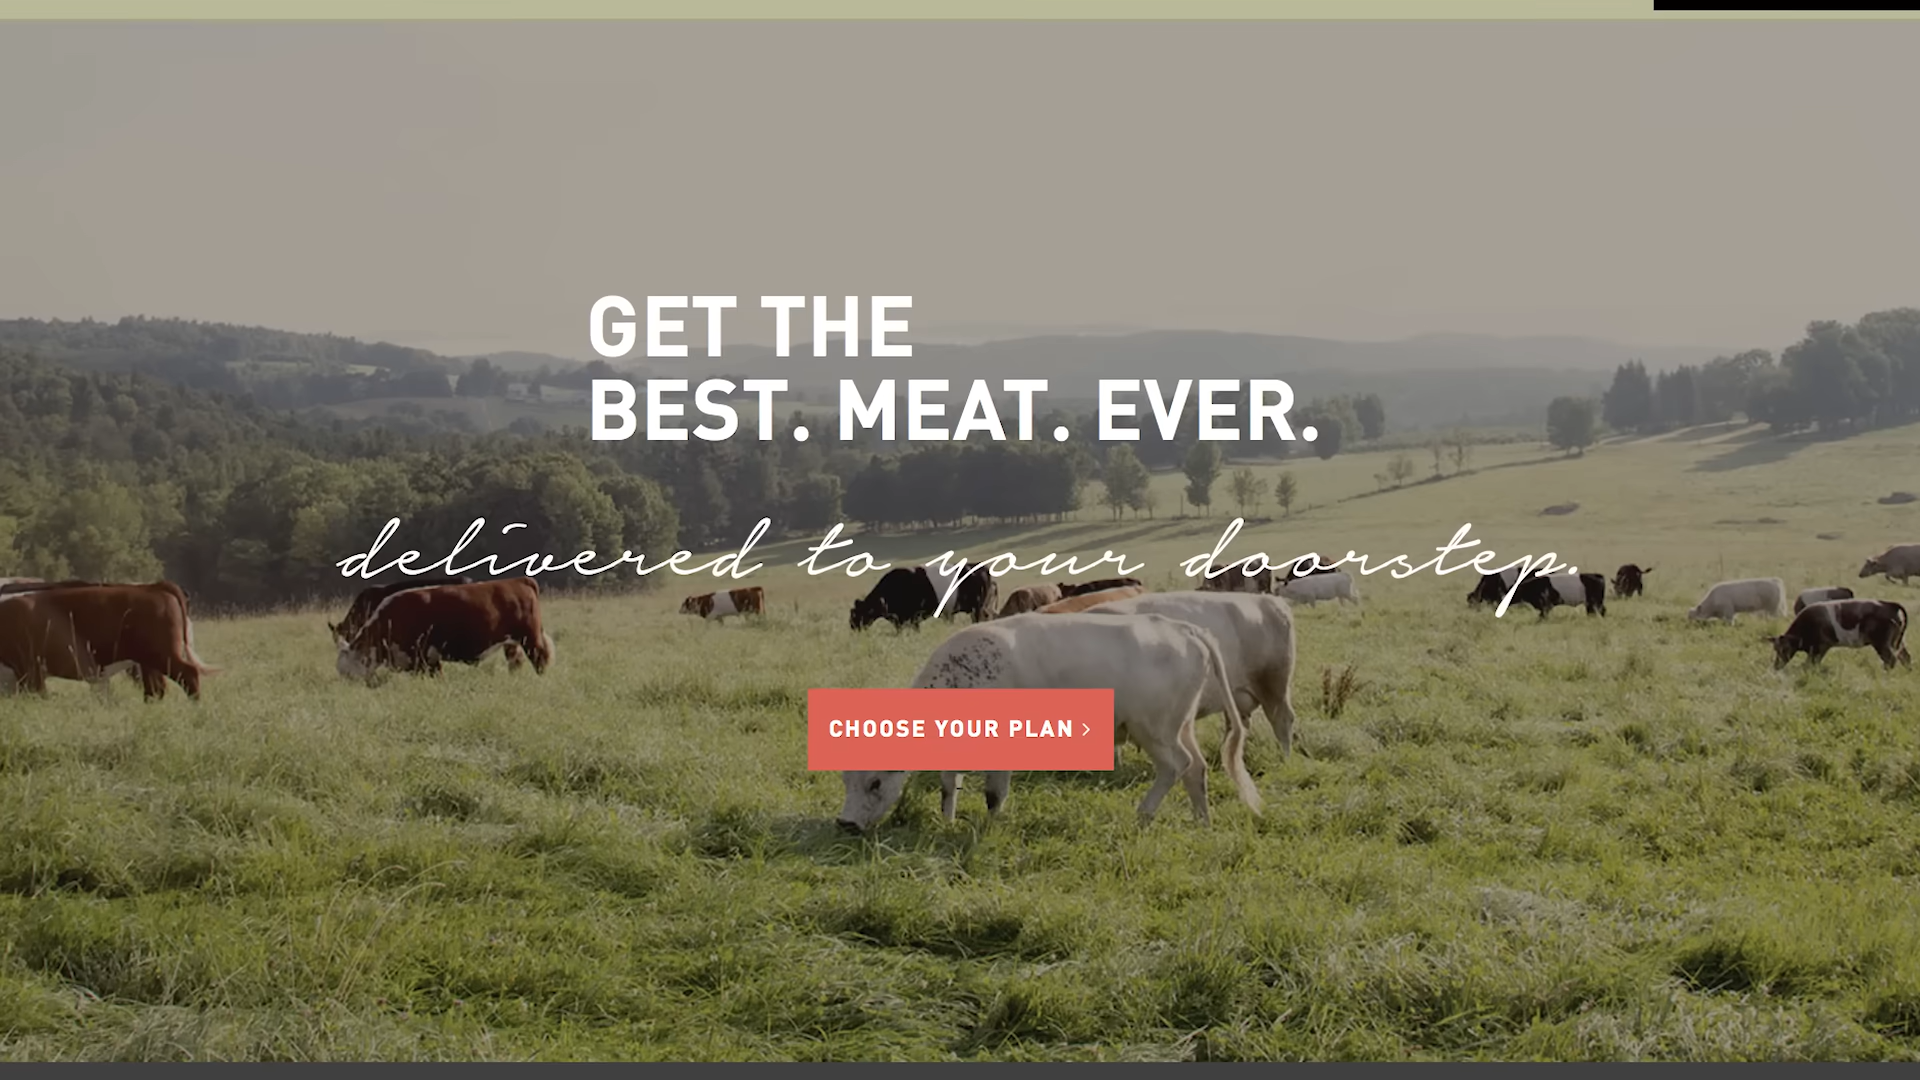 GET THE
BEST. MEAT. EVER.
delivered to your doorstep.
CHOOSE YOUR PLAN >